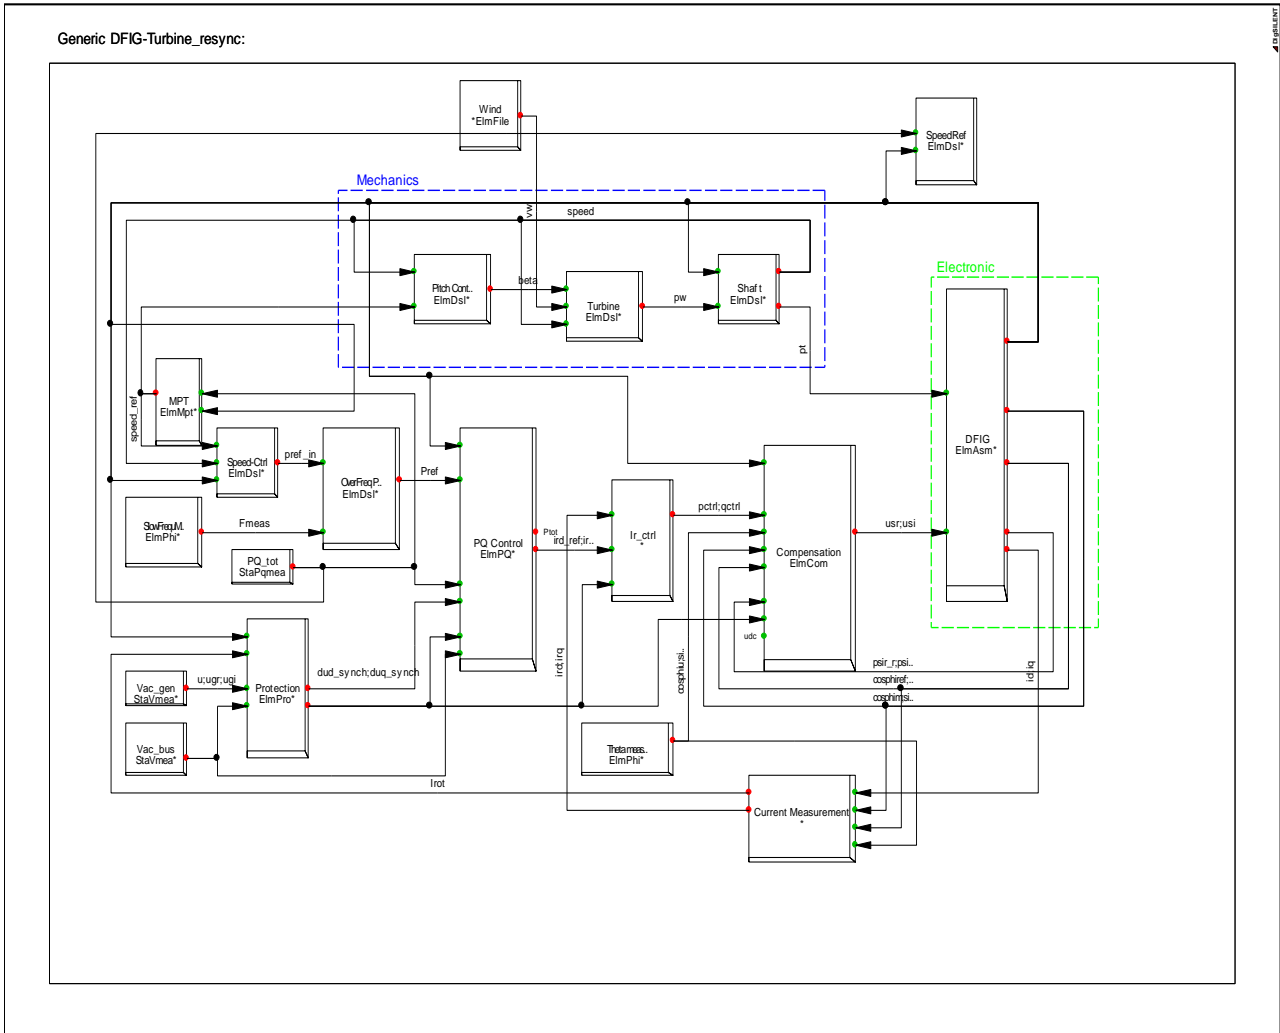 Generic DFIG-Turbine_resync:
DIgSILENT
Wind
*ElmFile
SpeedRef
ElmDsl*
Mechanics
vw
speed
Electronic
Pitch Cont..
ElmDsl*
beta
Turbine
ElmDsl*
pw
Shaft
ElmDsl*
pt
MPT
ElmMpt*
speed_ref
DFIG
ElmAsm*
Speed-Ctrl
ElmDsl*
pref_in
OverFreqP..
ElmDsl*
Pref
SlowFrequM.
ElmPhi*
Fmeas
PQ_tot
StaPqmea
PQ Control
ElmPQ*
Ptot
ird_ref;ir..
Ir_ctrl
*
pctrl;qctrl
Compensation
ElmCom
usr;usi
udc
Protection
ElmPro*
dud_synch;duq_synch
u;ugr;ugi
Vac_gen
StaVmea*
Vac_bus
StaVmea*
ird;irq
cosphiu;si..
psir_r;psi..
cosphiref;..
cosphim;si..
id;iq
Thetameas..
ElmPhi*
Irot
Current Measurement
*